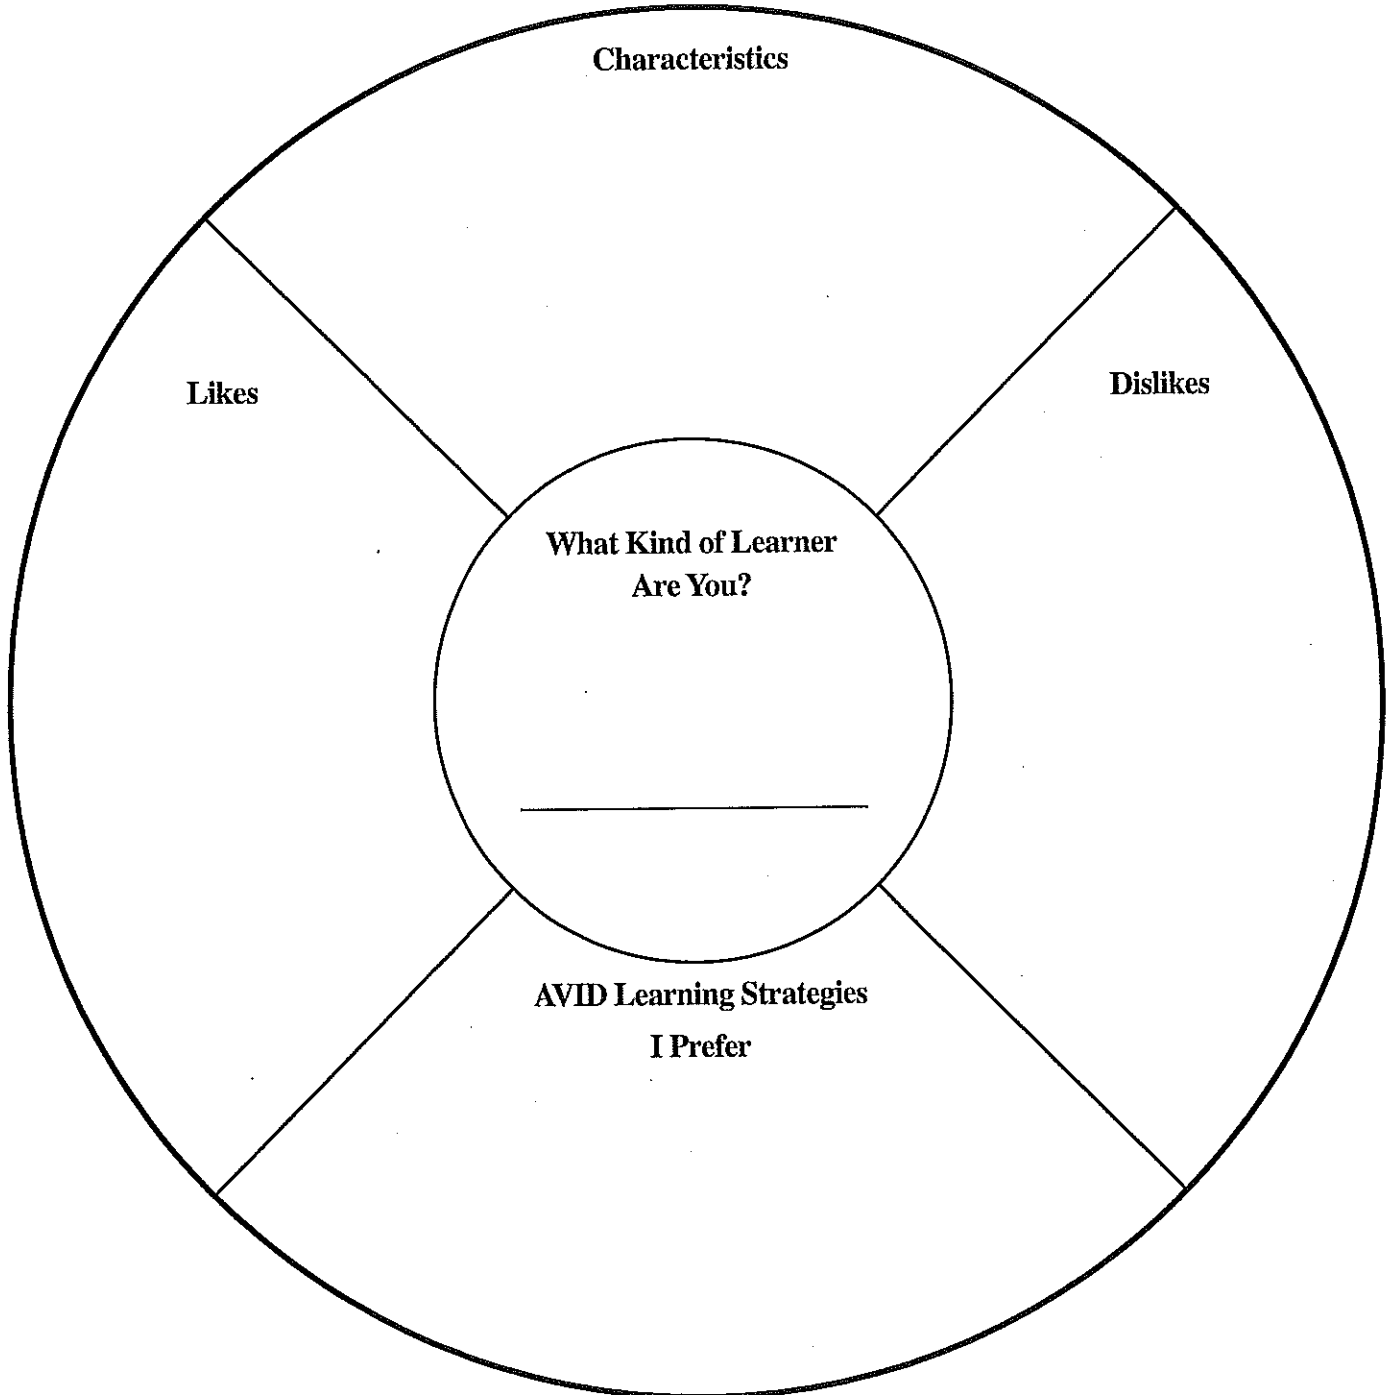 Characteristics
Likes
Dislikes
What Kind of Learner
Are You?
AVID Learning Strategies
I Prefer